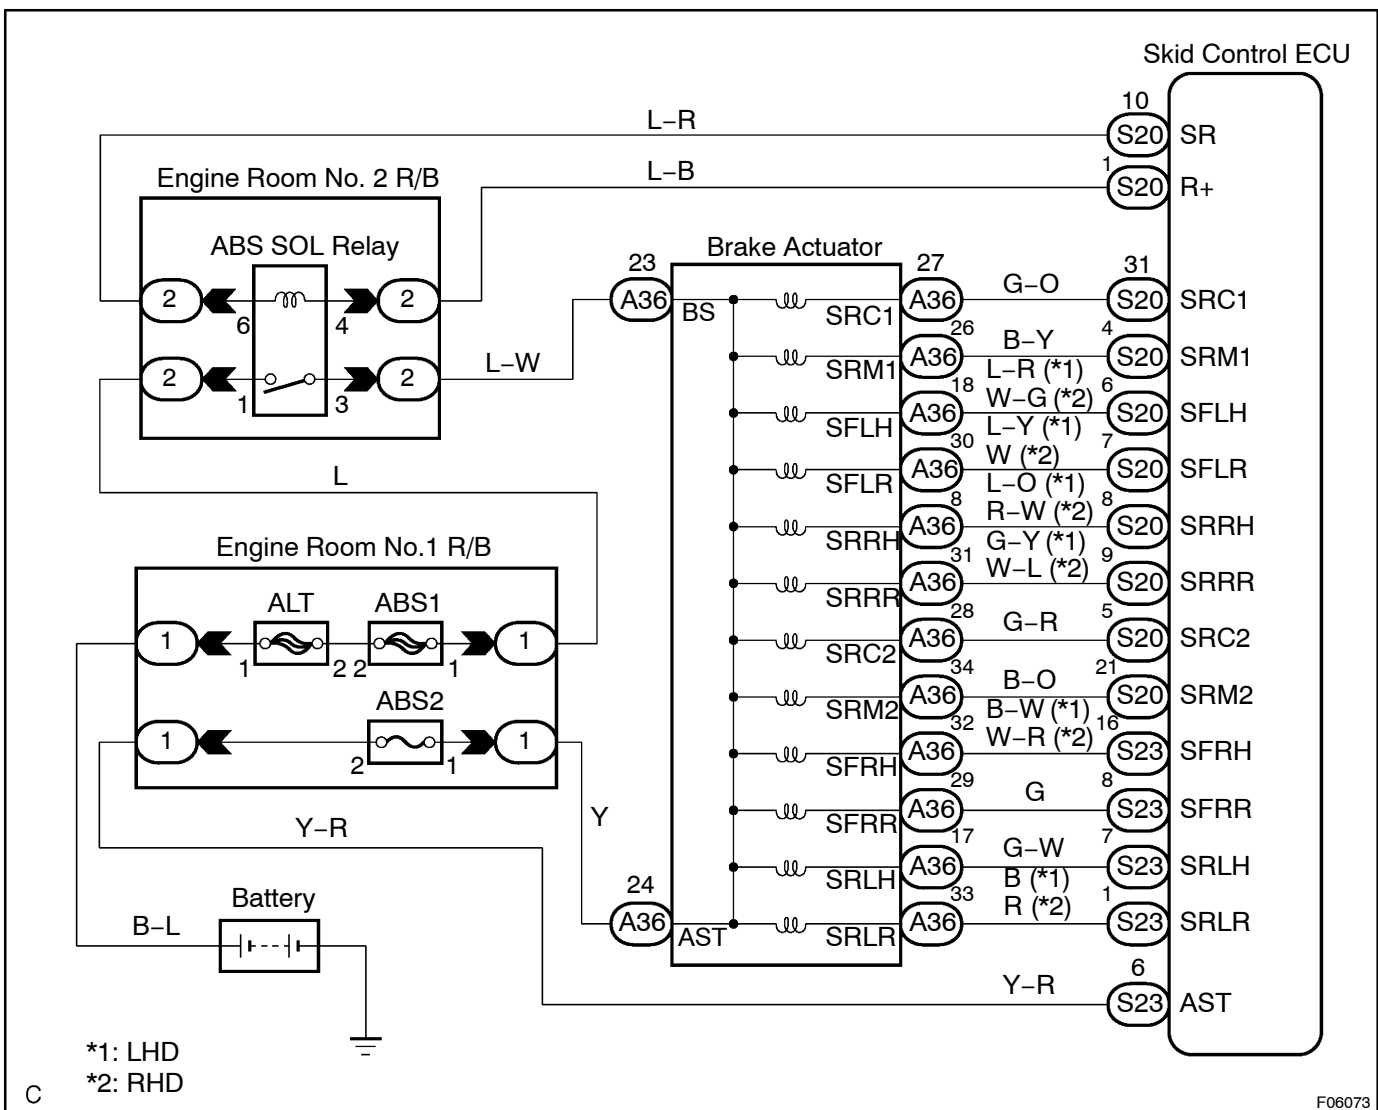 Skid Control ECU
10
L−R
S20 SR
1
L−B
S20 R+
Engine Room No. 2 R/B
ABS SOL Relay
2 2
6 4
2 2
1 3
L−W
Brake Actuator
23
A36
BS
27 31
SRC1 A36 G−O S20 SRC1
26 B−Y 4
SRM1 A36 S20 SRM1
L−R (*1)
18 W−G (*2) 6
SFLH A36 S20 SFLH
L−Y (*1)
30 W (*2) 7
SFLR A36 S20 SFLR
L−O (*1)
8 R−W (*2) 8
SRRH A36 S20 SRRH
G−Y (*1)
31 W−L (*2) 9
SRRR A36 S20 SRRR
28 G−R 5
SRC2 A36 S20 SRC2
34 B−O 21
SRM2 A36 S20 SRM2
B−W (*1)
32 W−R (*2) 16
SFRH A36 S23 SFRH
29 G 8
SFRR A36 S23 SFRR
17 G−W 7
SRLH A36 S23 SRLH
B (*1)
33 R (*2) 1
SRLR A36 S23 SRLR
6
Y−R S23 AST
L
Engine Room No.1 R/B
ALT ABS1
1 1
1 2 2 1
ABS2
1 1
2 1
Y−R
Y
24
A36
AST
Battery
B−L
*1: LHD
*2: RHD
C
F06073